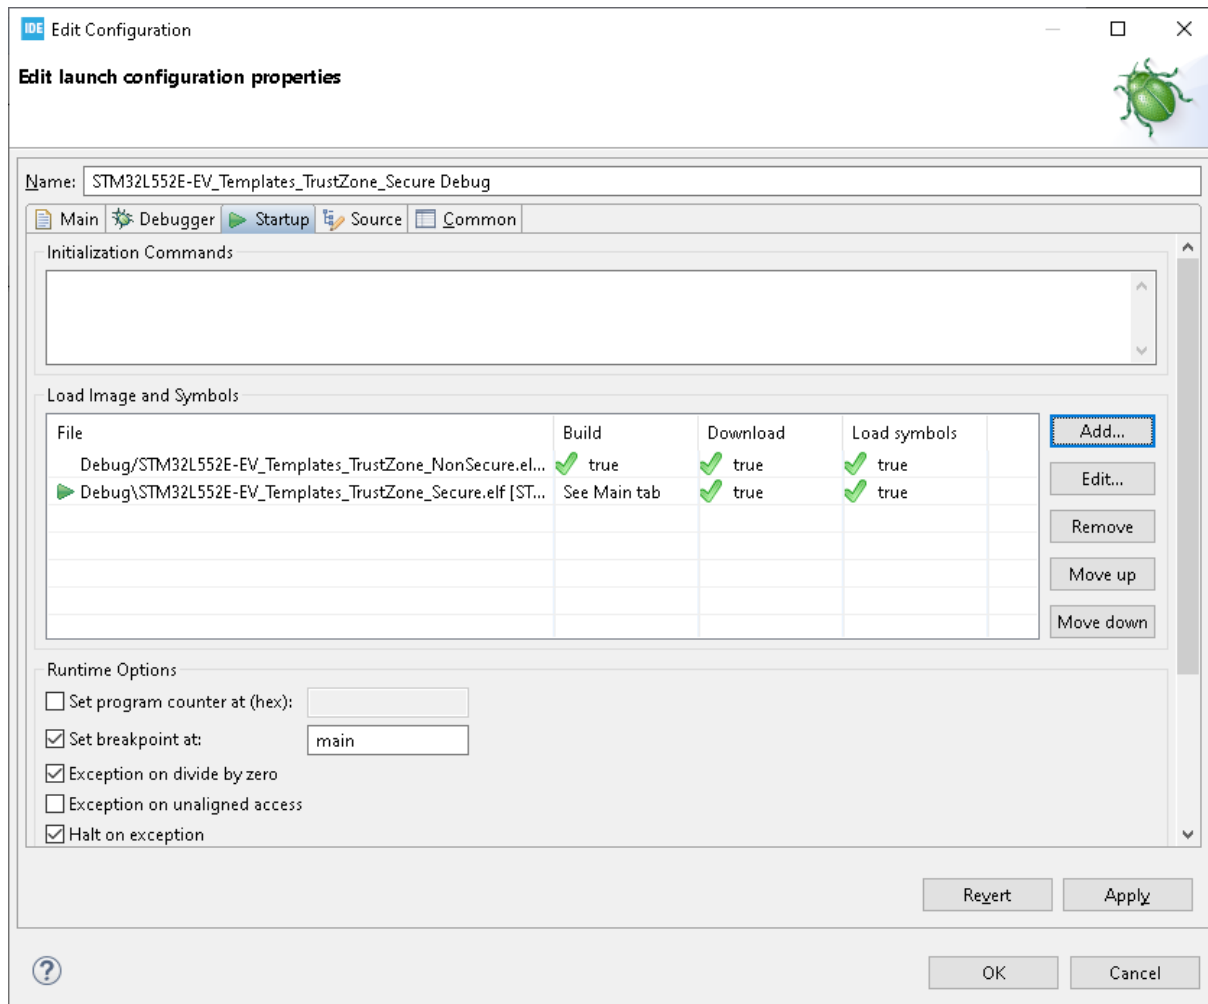 IDE Edit Configuration
Edit launch configuration properties
Name: STM32L552E-EV_Templates_TrustZone_Secure Debug
Main Debugger Startup Source Common
Initialization Commands
Load Image and Symbols
File Build Download Load symbols Add...
Debug/STM32L552E-EV_Templates_TrustZone_NonSecure.el... true true true
Edit...
Debug\STM32L552E-EV_Templates_TrustZone_Secure.elf [ST... See Main tab true true
Remove
Move up
Move down
Runtime Options
Set program counter at (hex):
Set breakpoint at: main
Exception on divide by zero
Exception on unaligned access
Halt on exception
Revert Apply
? OK Cancel